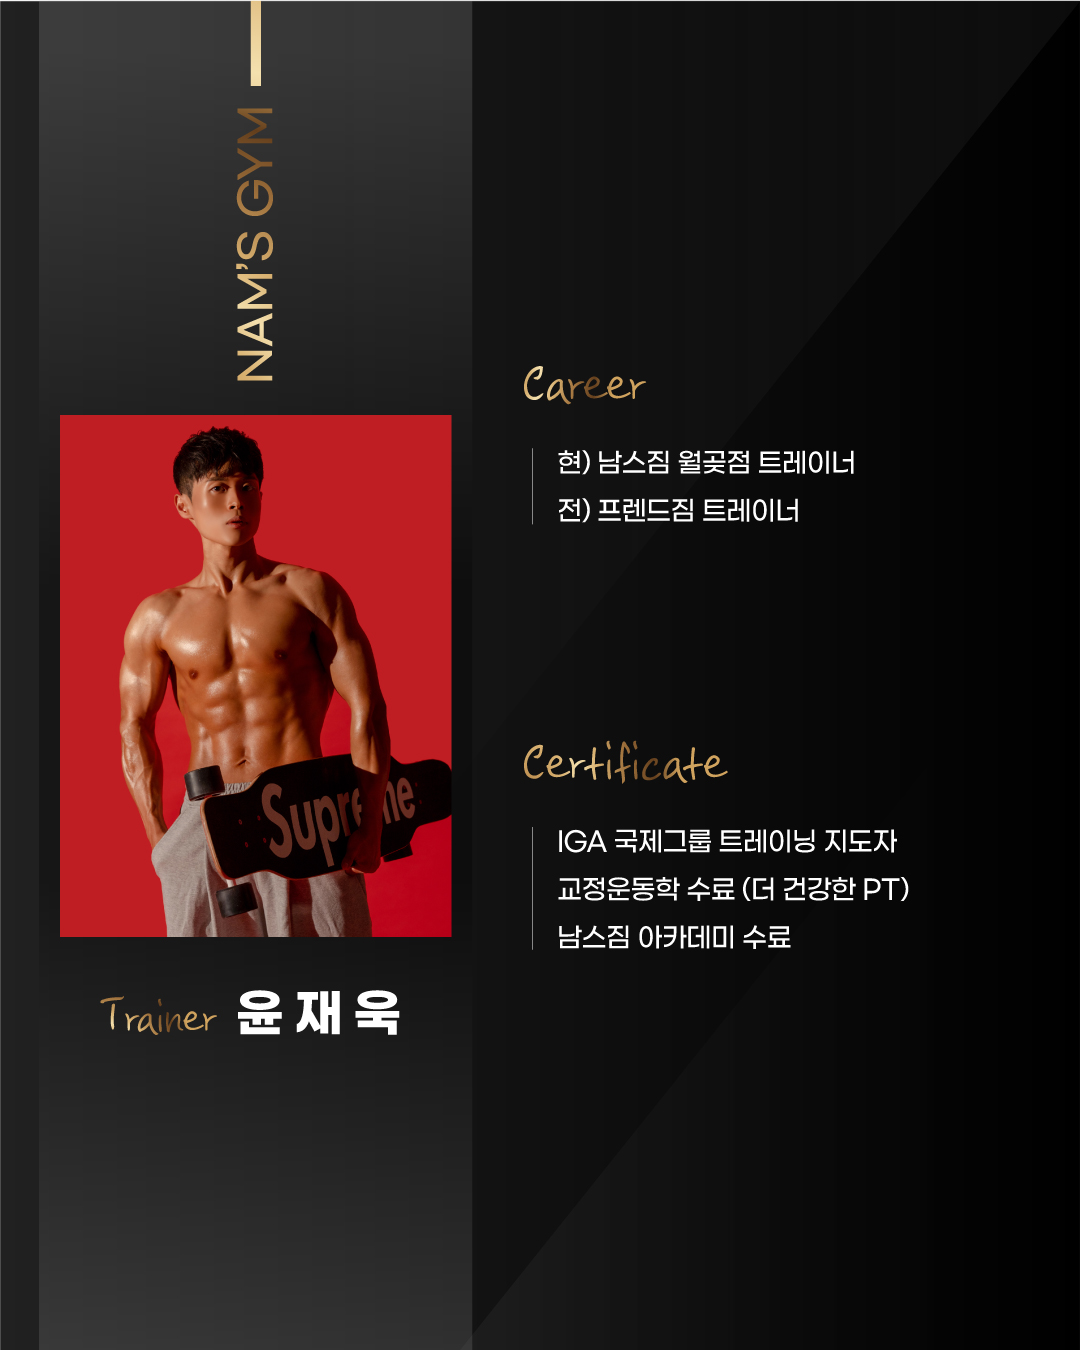 NAM'S GYM
Supreme
Trainer 윤재욱
Career
현) 남스짐 월곶점 트레이너
전) 프렌드짐 트레이너
Certificate
IGA 국제그룹 트레이닝 지도자
교정운동학 수료 (더 건강한 PT)
남스짐 아카데미 수료